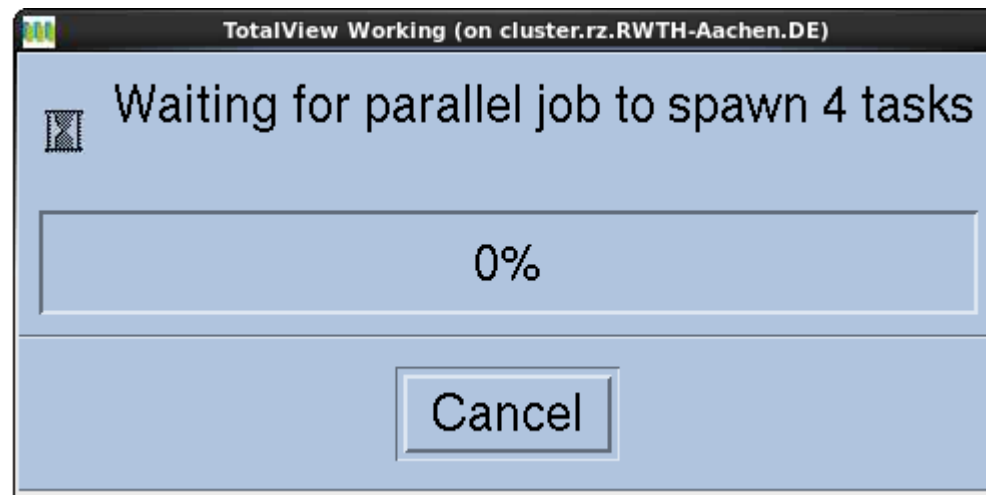 TotalView Working (on cluster.rz.RWTH-Aachen.DE)
Waiting for parallel job to spawn 4 tasks
0%
Cancel